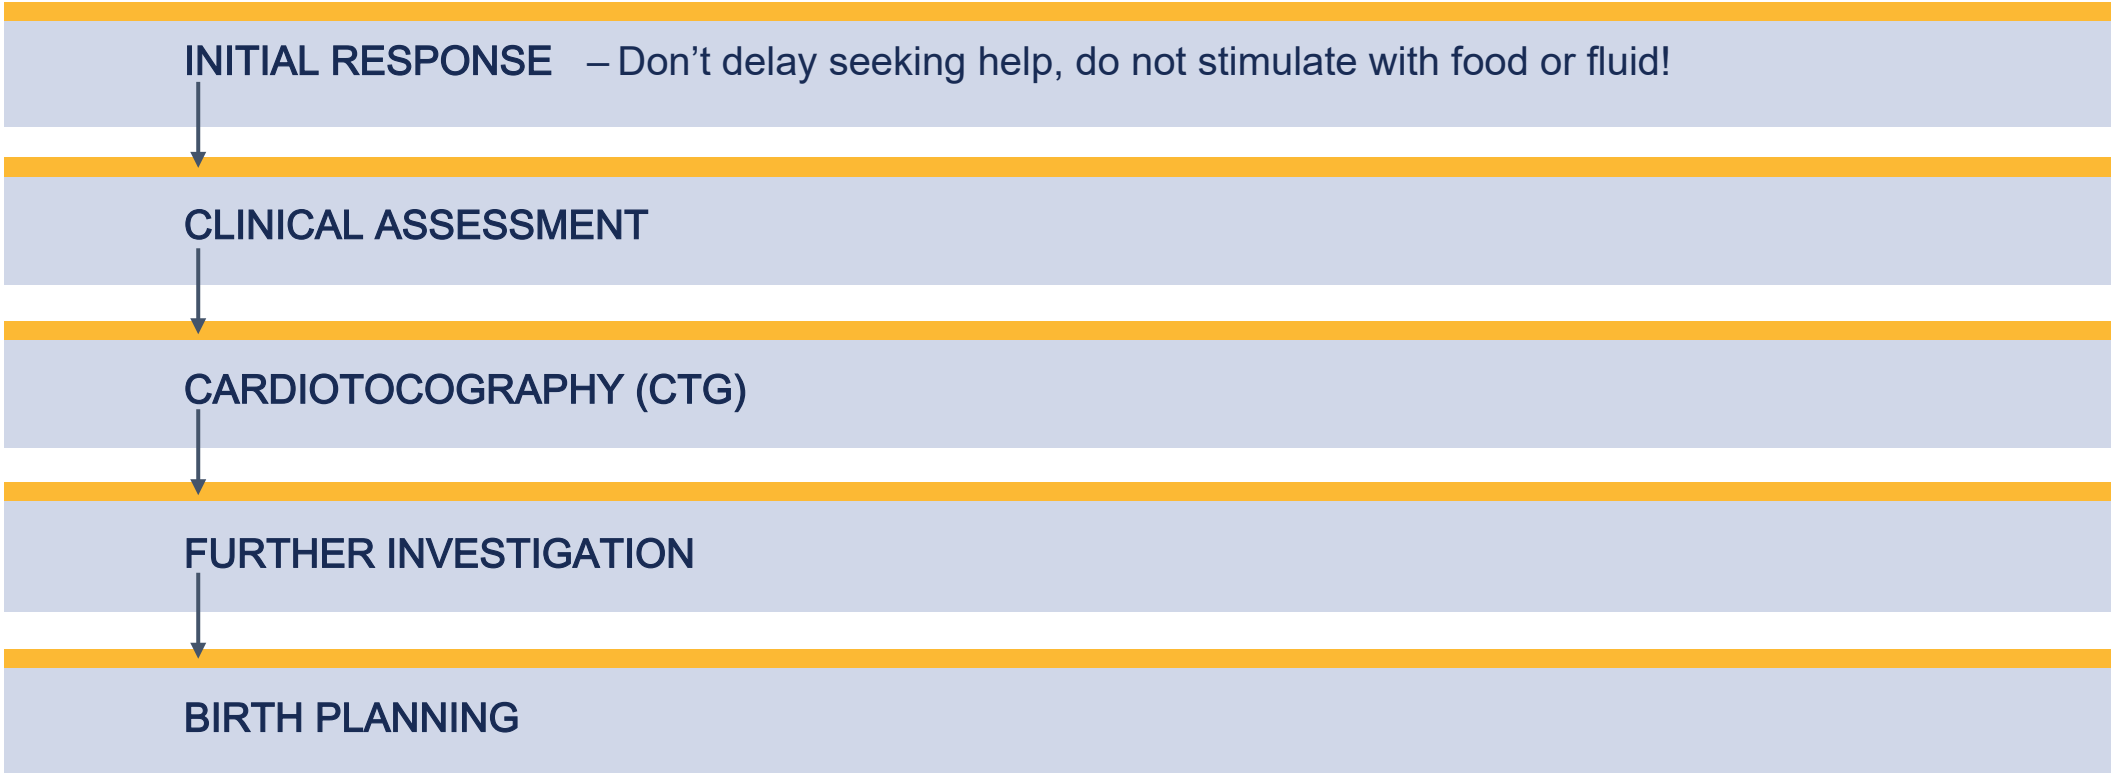 INITIAL RESPONSE – Don’t delay seeking help, do not stimulate with food or fluid!
CLINICAL ASSESSMENT
CARDIOTOCOGRAPHY (CTG)
FURTHER INVESTIGATION
BIRTH PLANNING